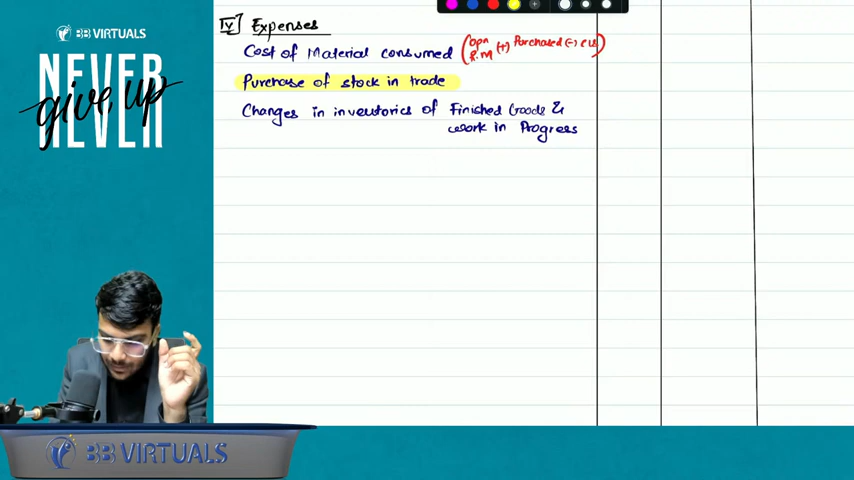 BB VIRTUALS
NEVER
give up
NEVER
IV] Expenses
Cost of Material consumed (Opn R.M (+) Purchased (-) C/S)
Purchase of stock in trade
Changes in inventories of Finished Goods &
work in Progress
BB VIRTUALS